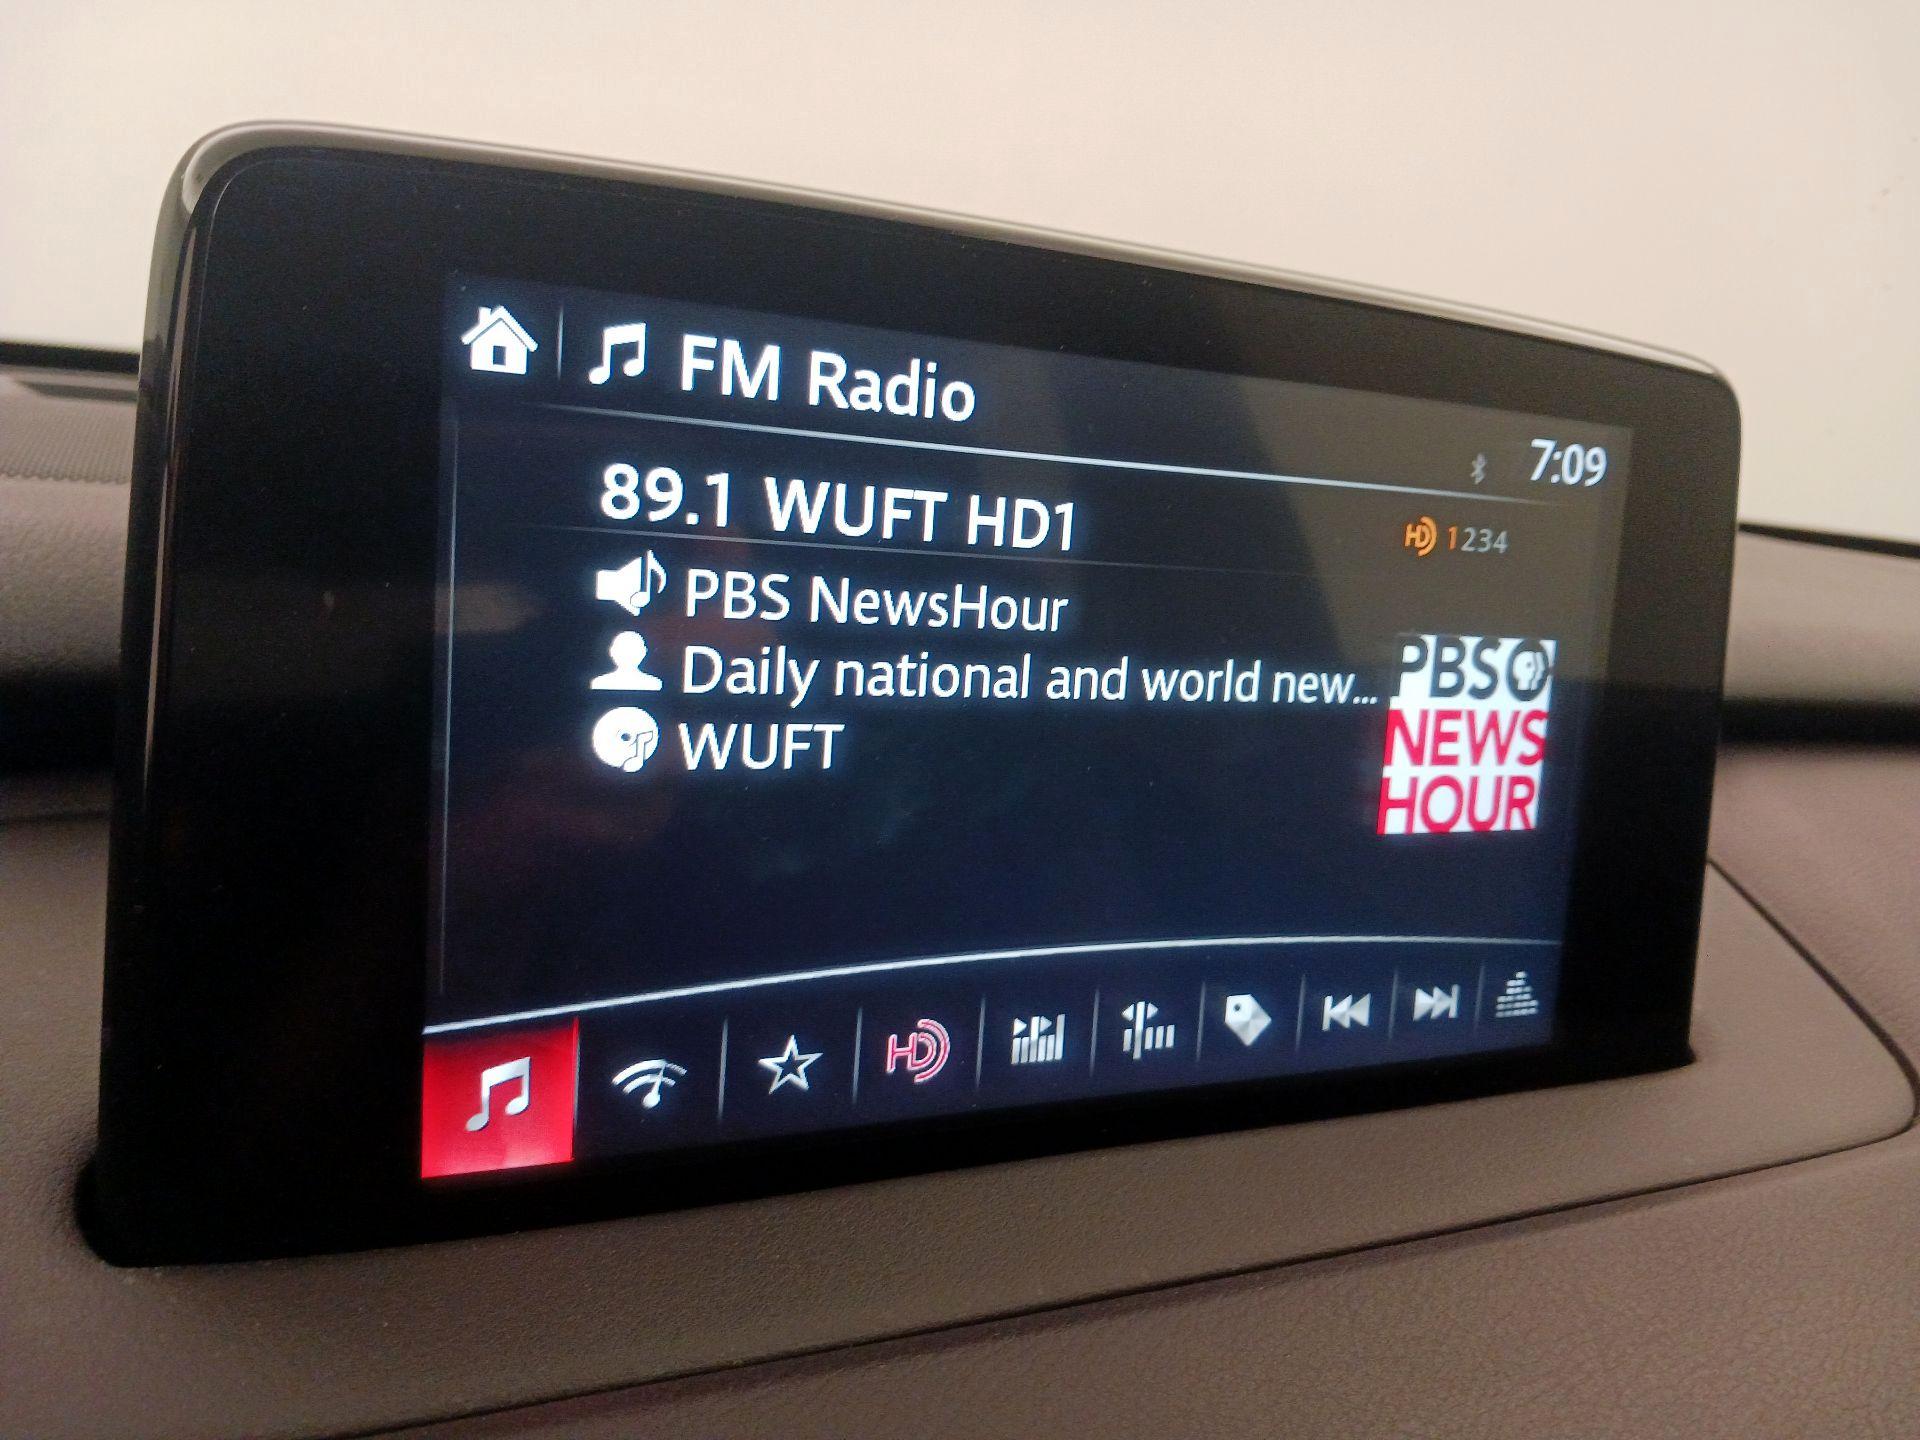 FM Radio
7:09
89.1 WUFT HD1
HD 1234
PBS NewsHour
Daily national and world new...
WUFT
PBS
NEWS
HOUR
HD